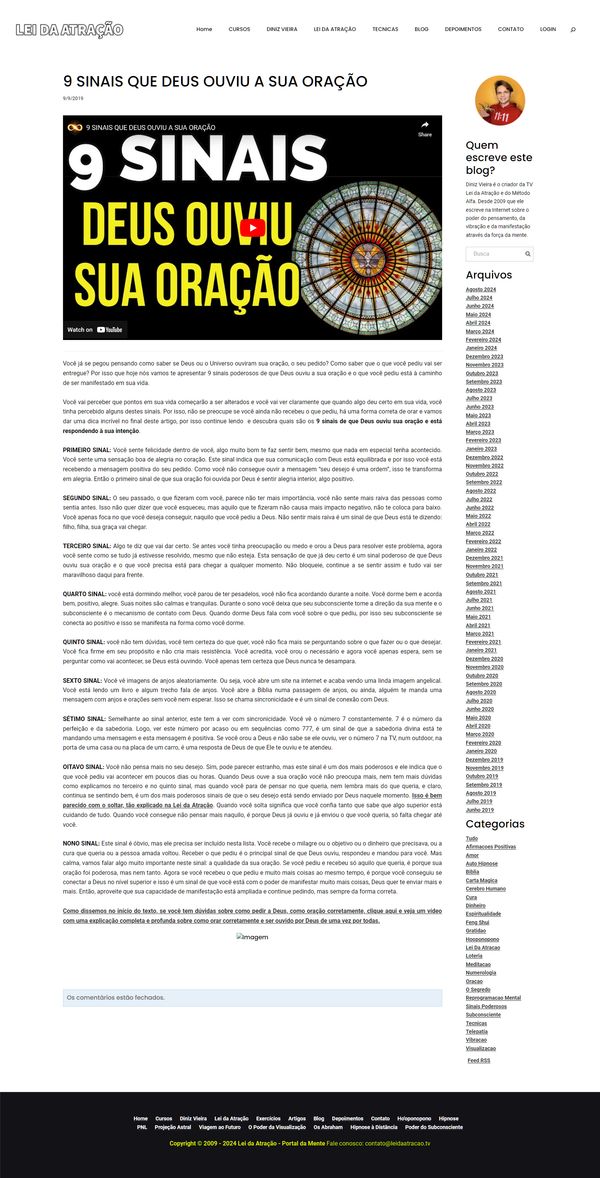 LEI DA ATRAÇÃO
Home CURSOS DINIZ VIEIRA LEI DA ATRAÇÃO TECNICAS BLOG DEPOIMENTOS CONTATO LOGIN
9 SINAIS QUE DEUS OUVIU A SUA ORAÇÃO
9/9/2019
9 SINAIS QUE DEUS OUVIU A SUA ORAÇÃO
Share
9 SINAIS
DEUS OUVIU
SUA ORAÇÃO
Watch on YouTube
Você já se pegou pensando como saber se Deus ou o Universo ouviram sua oração, o seu pedido? Como saber que o que você pediu vai ser
entregue? Por isso que hoje nós vamos te apresentar 9 sinais poderosos de que Deus ouviu a sua oração e o que você pediu está à caminho
de ser manifestado em sua vida.
Você vai perceber que pontos em sua vida começarão a ser alterados e você vai ver claramente que quando algo deu certo em sua vida, você
tinha percebido alguns destes sinais. Por isso, não se preocupe se você ainda não recebeu o que pediu, há uma forma correta de orar e vamos
dar uma dica incrível no final deste artigo, por isso continue lendo e descubra quais são os 9 sinais de que Deus ouviu sua oração e está
respondendo à sua intenção.
PRIMEIRO SINAL: Você sente felicidade dentro de você, algo muito bom te faz sentir bem, mesmo que nada em especial tenha acontecido.
Você sente uma sensação boa de alegria no coração. Este sinal indica que sua comunicação com Deus está equilibrada e por isso você está
recebendo a mensagem positiva do seu pedido. Como você não consegue ouvir a mensagem "seu desejo é uma ordem", isso te transforma
em alegria. Então o primeiro sinal de que sua oração foi ouvida por Deus é sentir alegria interior, algo positivo.
SEGUNDO SINAL: O seu passado, o que fizeram com você, parece não ter mais importância, você não sente mais raiva das pessoas como
sentia antes. Isso não quer dizer que você esqueceu, mas aquilo que te fizeram não causa mais impacto negativo, não te coloca para baixo.
Você apenas foca no que você deseja conseguir, naquilo que você pediu a Deus. Não sentir mais raiva é um sinal de que Deus está te dizendo:
filho, filha, sua graça vai chegar.
TERCEIRO SINAL: Algo te diz que vai dar certo. Se antes você tinha preocupação ou medo e orou a Deus para resolver este problema, agora
você sente como se tudo já estivesse resolvido, mesmo que não esteja. Esta sensação de que já deu certo é um sinal poderoso de que Deus
ouviu sua oração e o que você precisa está para chegar a qualquer momento. Não bloqueie, continue a se sentir assim e tudo vai ser
maravilhoso daqui para frente.
QUARTO SINAL: você está dormindo melhor, você parou de ter pesadelos, você não fica acordando durante a noite. Você dorme bem e acorda
bem, positivo, alegre. Suas noites são calmas e tranquilas. Durante o sono você deixa que seu subconsciente tome a direção da sua mente e o
subconsciente é o mecanismo de contato com Deus. Quando dorme Deus fala com você sobre o que pediu, por isso seu subconsciente se
conecta ao positivo e isso se manifesta na forma como você dorme.
QUINTO SINAL: você não tem dúvidas, você tem certeza do que quer, você não fica mais se perguntando sobre o que fazer ou o que desejar.
Você fica firme em seu propósito e não cria mais resistência. Você acredita, você orou o necessário e agora você apenas espera, sem se
perguntar como vai acontecer, se Deus está ouvindo. Você apenas tem certeza que Deus nunca te desampara.
SEXTO SINAL: Você vê imagens de anjos aleatoriamente. Ou seja, você abre um site na internet e acaba vendo uma linda imagem angelical.
Você está lendo um livro e algum trecho fala de anjos. Você abre a Bíblia numa passagem de anjos, ou ainda, alguém te manda uma
mensagem com anjos e orações sem você nem esperar. Isso se chama sincronicidade e é um sinal de conexão com Deus.
SÉTIMO SINAL: Semelhante ao sinal anterior, este tem a ver com sincronicidade. Você vê o número 7 constantemente. 7 é o número da
perfeição e da sabedoria. Logo, ver este número por acaso ou em sequências como 777, é um sinal de que a sabedoria divina está te
mandando uma mensagem e esta mensagem é positiva. Se você orou a Deus e não sabe se ele ouviu, ver o número 7 na TV, num outdoor, na
porta de uma casa ou na placa de um carro, é uma resposta de Deus de que Ele te ouviu e te atendeu.
OITAVO SINAL: Você não pensa mais no seu desejo. Sim, pode parecer estranho, mas este sinal é um dos mais poderosos e ele indica que o
que você pediu vai acontecer em poucos dias ou horas. Quando Deus ouve a sua oração você não preocupa mais, nem tem mais dúvidas
como explicamos no terceiro e no quinto sinal, mas quando você para de pensar no que queria, nem lembra mais do que queria, e claro,
continua se sentindo bem, é um dos mais poderosos sinais de que o seu desejo está sendo enviado por Deus naquele momento. Isso é bem
parecido com o soltar, tão explicado na Lei da Atração. Quando você solta significa que você confia tanto que sabe que algo superior está
cuidando de tudo. Quando você consegue não pensar mais naquilo, é porque Deus já ouviu e já enviou o que você queria, só falta chegar até
você.
NONO SINAL: Este sinal é óbvio, mas ele precisa ser incluído nesta lista. Você recebe o milagre ou o objetivo ou o dinheiro que precisava, ou a
cura que queria ou a pessoa amada voltou. Receber o que pediu é o principal sinal de que Deus ouviu, respondeu e mandou para você. Mas
calma, vamos falar algo muito importante neste sinal: a qualidade da sua oração. Se você pediu e recebeu só aquilo que queria, é porque sua
oração foi poderosa, mas nem tanto. Agora se você recebeu o que pediu e muito mais coisas ao mesmo tempo, é porque você conseguiu se
conectar a Deus no nível superior e isso é um sinal de que você está com o poder de manifestar muito mais coisas, Deus quer te enviar mais e
mais. Então, aproveite que sua capacidade de manifestação está ampliada e continue pedindo, mas sempre da forma correta.
Como dissemos no início do texto, se você tem dúvidas sobre como pedir a Deus, como oração corretamente, clique aqui e veja um vídeo
com uma explicação completa e profunda sobre como orar corretamente e ser ouvido por Deus de uma vez por todas.
Imagem
Os comentários estão fechados.
11:11
Quem
escreve este
blog?
Diniz Vieira é o criador da TV
Lei da Atração e do Método
Alfa. Desde 2009 que ele
escreve na Internet sobre o
poder do pensamento, da
vibração e da manifestação
através da força da mente.
Busca
Arquivos
Agosto 2024
Julho 2024
Junho 2024
Maio 2024
Abril 2024
Março 2024
Fevereiro 2024
Janeiro 2024
Dezembro 2023
Novembro 2023
Outubro 2023
Setembro 2023
Agosto 2023
Julho 2023
Junho 2023
Maio 2023
Abril 2023
Março 2023
Fevereiro 2023
Janeiro 2023
Dezembro 2022
Novembro 2022
Outubro 2022
Setembro 2022
Agosto 2022
Julho 2022
Junho 2022
Maio 2022
Abril 2022
Março 2022
Fevereiro 2022
Janeiro 2022
Dezembro 2021
Novembro 2021
Outubro 2021
Setembro 2021
Agosto 2021
Julho 2021
Junho 2021
Maio 2021
Abril 2021
Março 2021
Fevereiro 2021
Janeiro 2021
Dezembro 2020
Novembro 2020
Outubro 2020
Setembro 2020
Agosto 2020
Julho 2020
Junho 2020
Maio 2020
Abril 2020
Março 2020
Fevereiro 2020
Janeiro 2020
Dezembro 2019
Novembro 2019
Outubro 2019
Setembro 2019
Agosto 2019
Julho 2019
Junho 2019
Categorias
Tudo
Afirmacoes Positivas
Amor
Auto Hipnose
Biblia
Carta Magica
Cerebro Humano
Cura
Dinheiro
Espiritualidade
Feng Shui
Gratidao
Hooponopono
Lei Da Atracao
Loteria
Meditacao
Numerologia
Oracao
O Segredo
Reprogramacao Mental
Sinais Poderosos
Subconsciente
Tecnicas
Telepatia
Vibracao
Visualizacao
Feed RSS
Home Cursos Diniz Vieira Lei da Atração Exercícios Artigos Blog Depoimentos Contato Ho'oponopono Hipnose
PNL Projeção Astral Viagem ao Futuro O Poder da Visualização Os Abraham Hipnose à Distância Poder do Subconsciente
Copyright © 2009 - 2024 Lei da Atração - Portal da Mente Fale conosco: contato@leidaatracao.tv